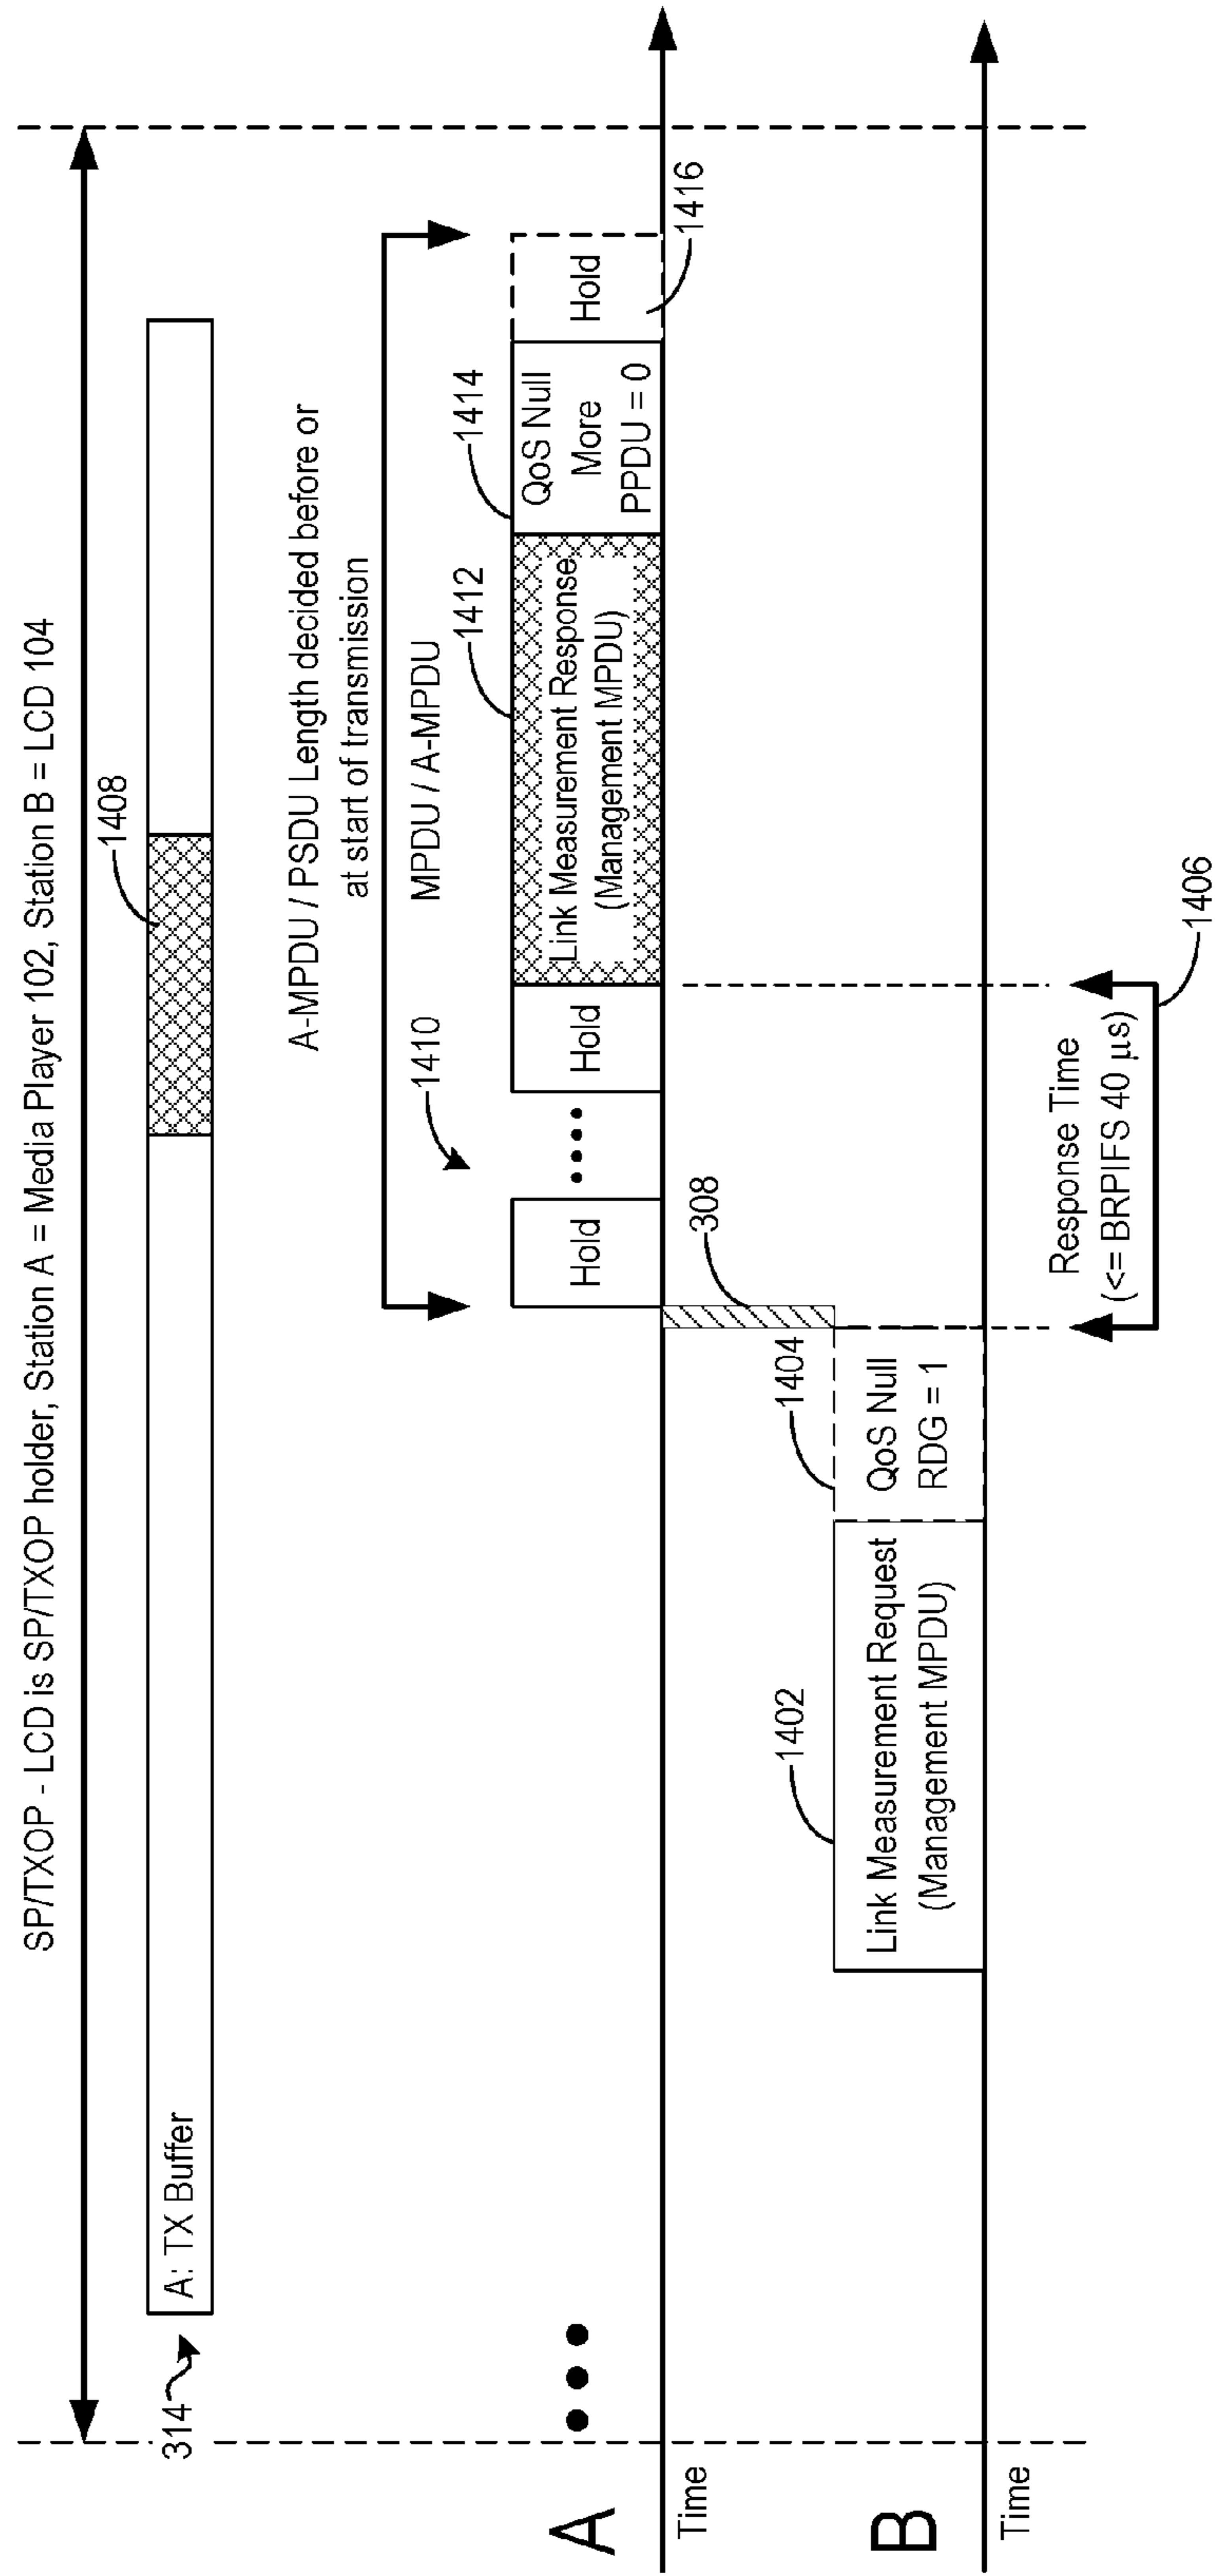 SP/TXOP - LCD is SP/TXOP holder, Station A = Media Player 102, Station B = LCD 104
314
A: TX Buffer
1408
A-MPDU / PSDU Length decided before or
at start of transmission
1410
MPDU / A-MPDU
1412
1414
A
Hold
Hold
Link Measurement Response
(Management MPDU)
QoS Null
More
PPDU = 0
Hold
1416
Time
308
1402
1404
B
Link Measurement Request
(Management MPDU)
QoS Null
RDG = 1
Time
Response Time
(<= BRPIFS 40 μs)
1406